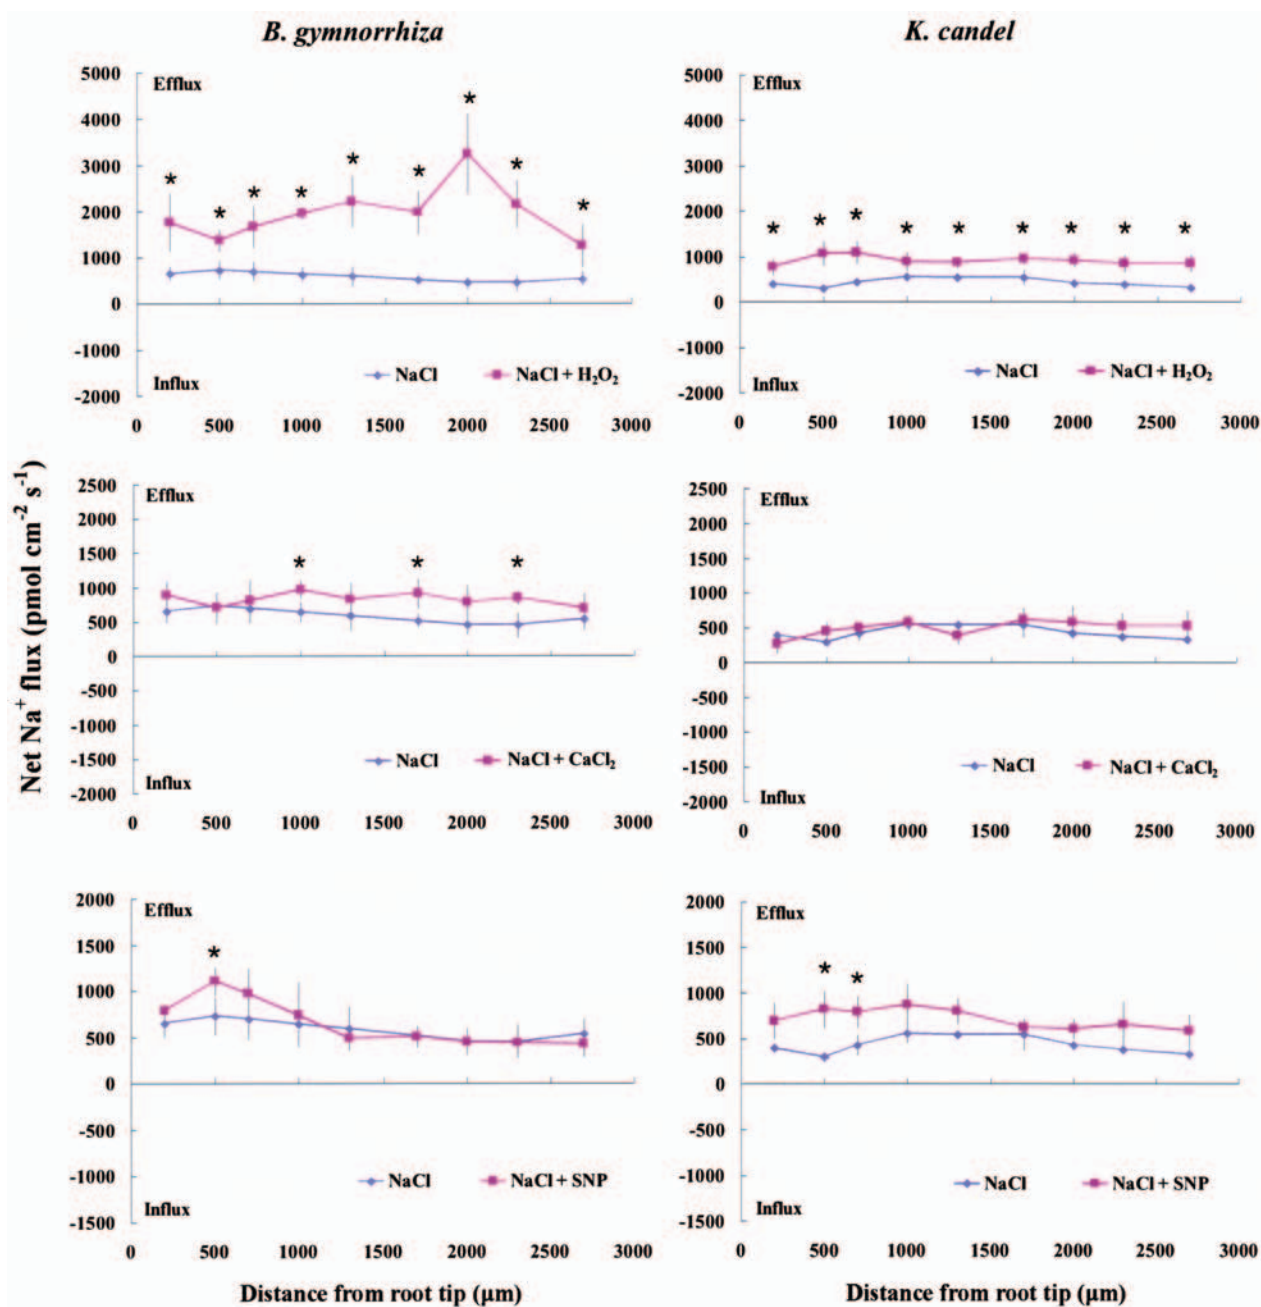 B. gymnorrhiza
K. candel
Net Na⁺ flux (pmol cm⁻² s⁻¹)
5000
Efflux
4000
3000
2000
1000
0
-1000
-2000
Influx
NaCl
NaCl + H₂O₂
0 500 1000 1500 2000 2500 3000
* * * * * * * * *
5000
Efflux
4000
3000
2000
1000
0
-1000
-2000
Influx
NaCl
NaCl + H₂O₂
0 500 1000 1500 2000 2500 3000
* * * * * * * * *
2500
Efflux
2000
1500
1000
500
0
-500
-1000
-1500
-2000
Influx
NaCl
NaCl + CaCl₂
0 500 1000 1500 2000 2500 3000
* * *
2500
Efflux
2000
1500
1000
500
0
-500
-1000
-1500
-2000
Influx
NaCl
NaCl + CaCl₂
0 500 1000 1500 2000 2500 3000
2000
Efflux
1500
1000
500
0
-500
-1000
-1500
Influx
NaCl
NaCl + SNP
0 500 1000 1500 2000 2500 3000
*
2000
Efflux
1500
1000
500
0
-500
-1000
-1500
Influx
NaCl
NaCl + SNP
0 500 1000 1500 2000 2500 3000
* *
Distance from root tip (µm)
Distance from root tip (µm)